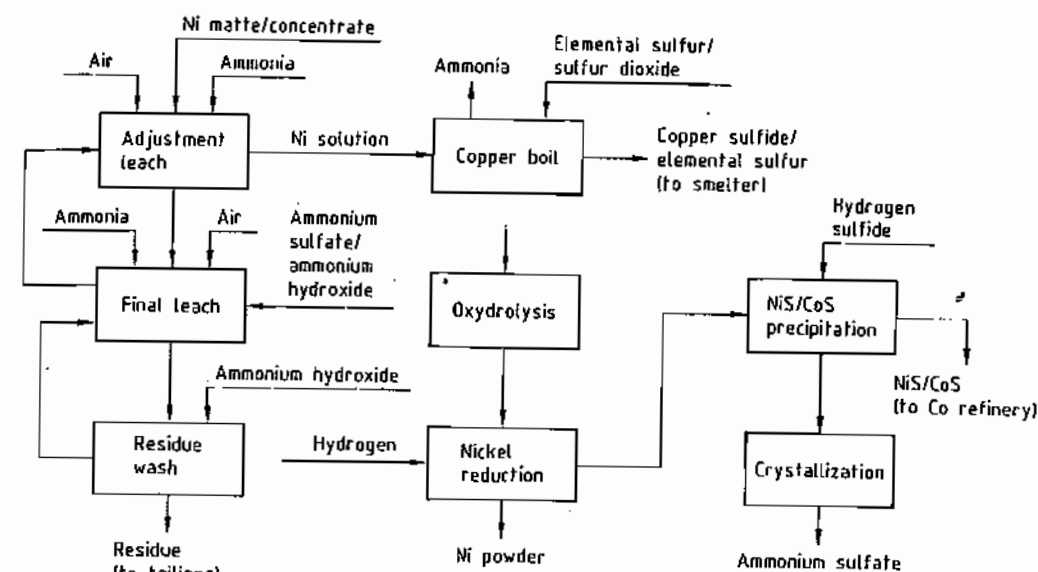 Ni matte/concentrate
Air
Ammonia
Adjustment
leach
Ni solution
Ammonia
Elemental sulfur/
sulfur dioxide
Copper boil
Copper sulfide/
elemental sulfur
(to smelter)
Ammonia
Air
Ammonium
sulfate/
ammonium
hydroxide
Final leach
Oxydrolysis
Hydrogen
sulfide
NiS/CoS
precipitation
NiS/CoS
(to Co refinery)
Ammonium hydroxide
Residue
wash
Hydrogen
Nickel
reduction
Crystallization
Residue
(to tailings)
Ni powder
Ammonium sulfate